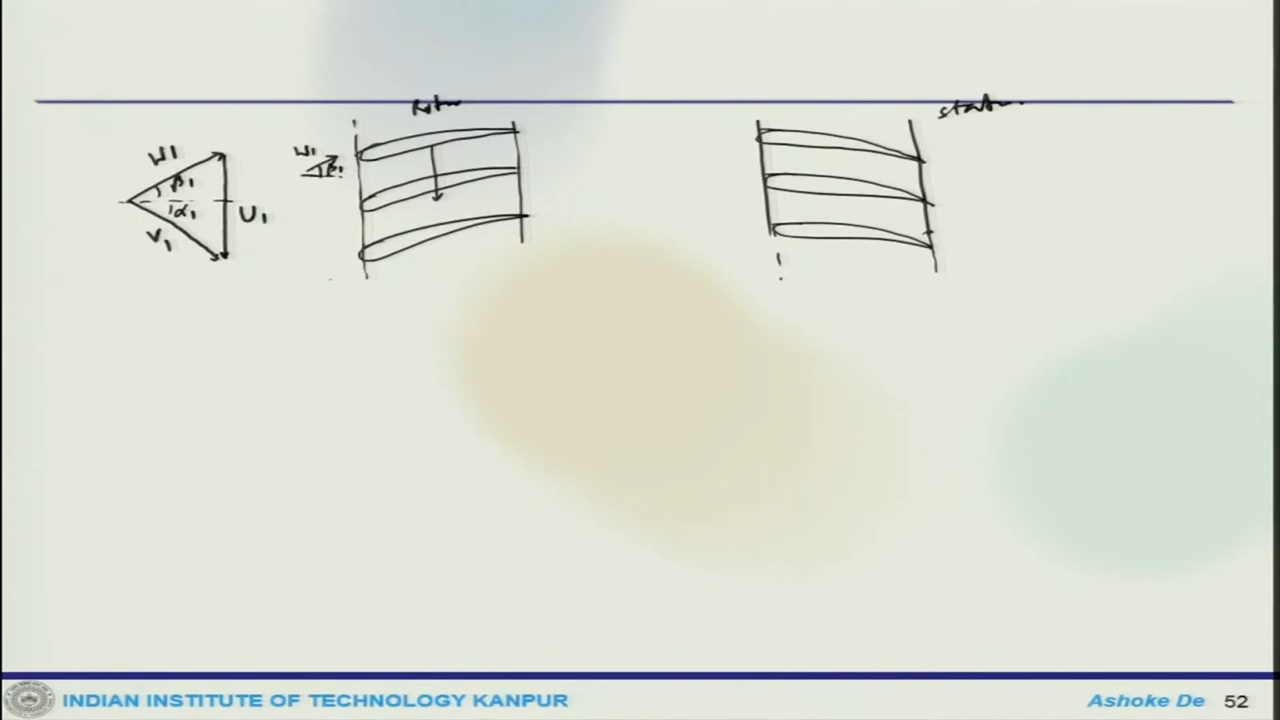 Rotor
stator
W1
β1
α1
V1
U1
W1
β1
INDIAN INSTITUTE OF TECHNOLOGY KANPUR
Ashoke De 52